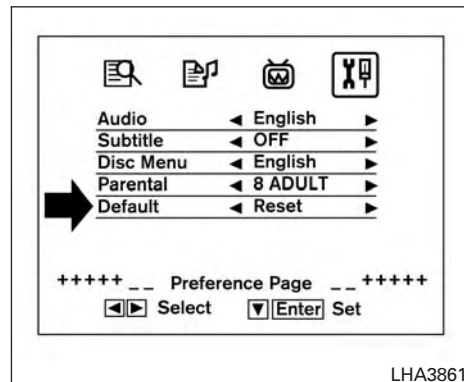 Audio ◀ English ▶
Subtitle ◀ OFF ▶
Disc Menu ◀ English ▶
Parental ◀ 8 ADULT ▶
Default ◀ Reset ▶
+++++ _ _ Preference Page _ _ +++++
◀ ▶ Select ▼ Enter Set
LHA3861